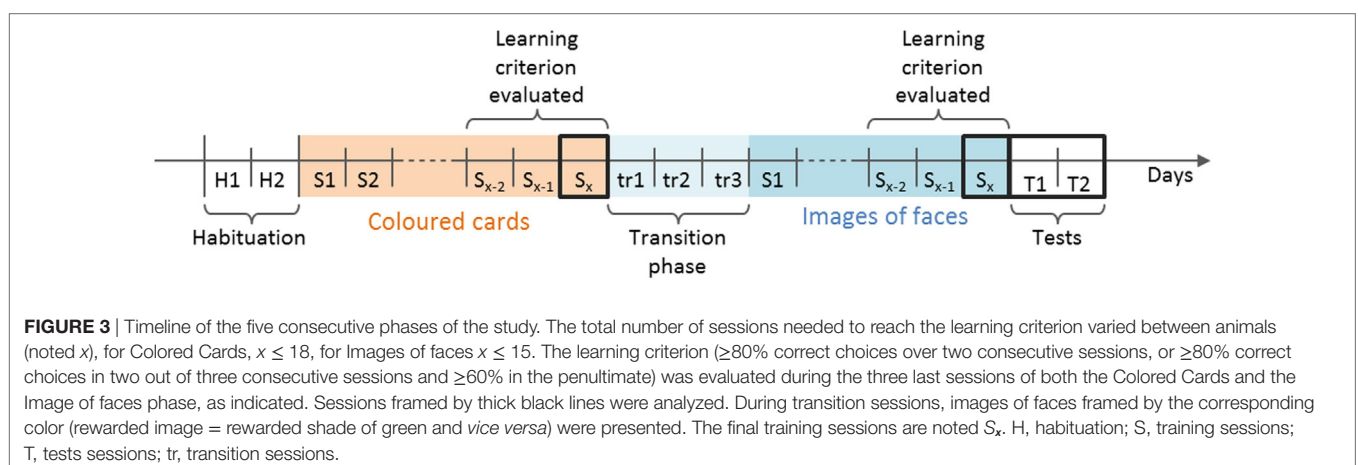 Learning
criterion
evaluated
Learning
criterion
evaluated
H1 H2 S1 S2 Sx-2 Sx-1 Sx tr1 tr2 tr3 S1 Sx-2 Sx-1 Sx T1 T2 Days
Habituation Coloured cards Transition
phase Images of faces Tests
FIGURE 3 | Timeline of the five consecutive phases of the study. The total number of sessions needed to reach the learning criterion varied between animals
(noted x), for Colored Cards, x ≤ 18, for Images of faces x ≤ 15. The learning criterion (≥80% correct choices over two consecutive sessions, or ≥80% correct
choices in two out of three consecutive sessions and ≥60% in the penultimate) was evaluated during the three last sessions of both the Colored Cards and the
Image of faces phase, as indicated. Sessions framed by thick black lines were analyzed. During transition sessions, images of faces framed by the corresponding
color (rewarded image = rewarded shade of green and vice versa) were presented. The final training sessions are noted Sx. H, habituation; S, training sessions;
T, tests sessions; tr, transition sessions.